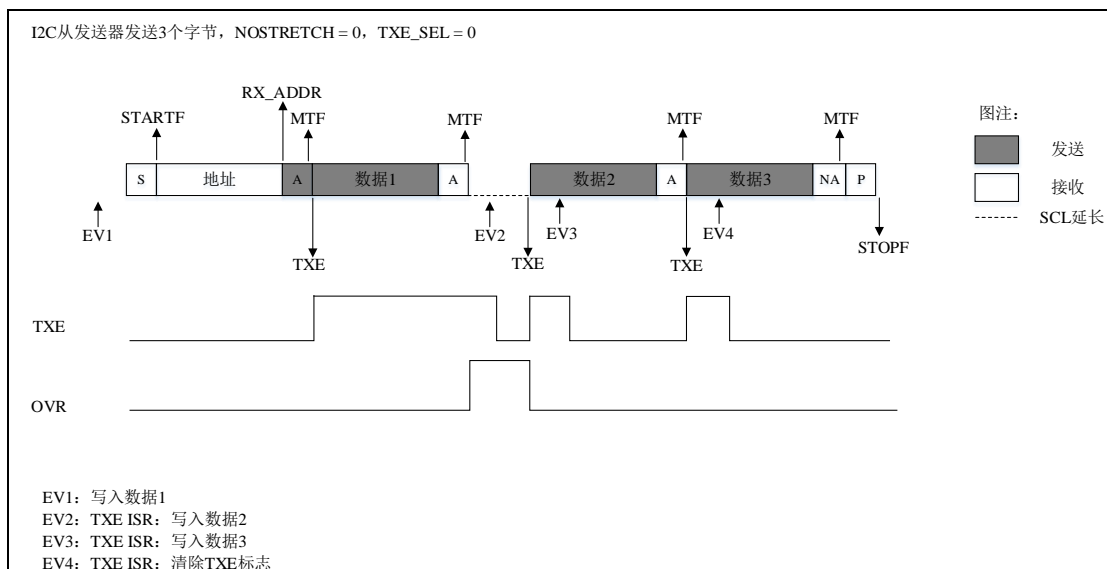 I2C从发送器发送3个字节，NOSTRETCH = 0，TXE_SEL = 0
RX_ADDR
STARTF
MTF
MTF
MTF
MTF
图注：
S
地址
A
数据1
A
数据2
A
数据3
NA
P
发送
接收
SCL延长
EV1
EV2
EV3
EV4
STOPF
TXE
TXE
TXE
TXE
OVR
EV1：写入数据1
EV2：TXE ISR：写入数据2
EV3：TXE ISR：写入数据3
EV4：TXE ISR：清除TXE标志